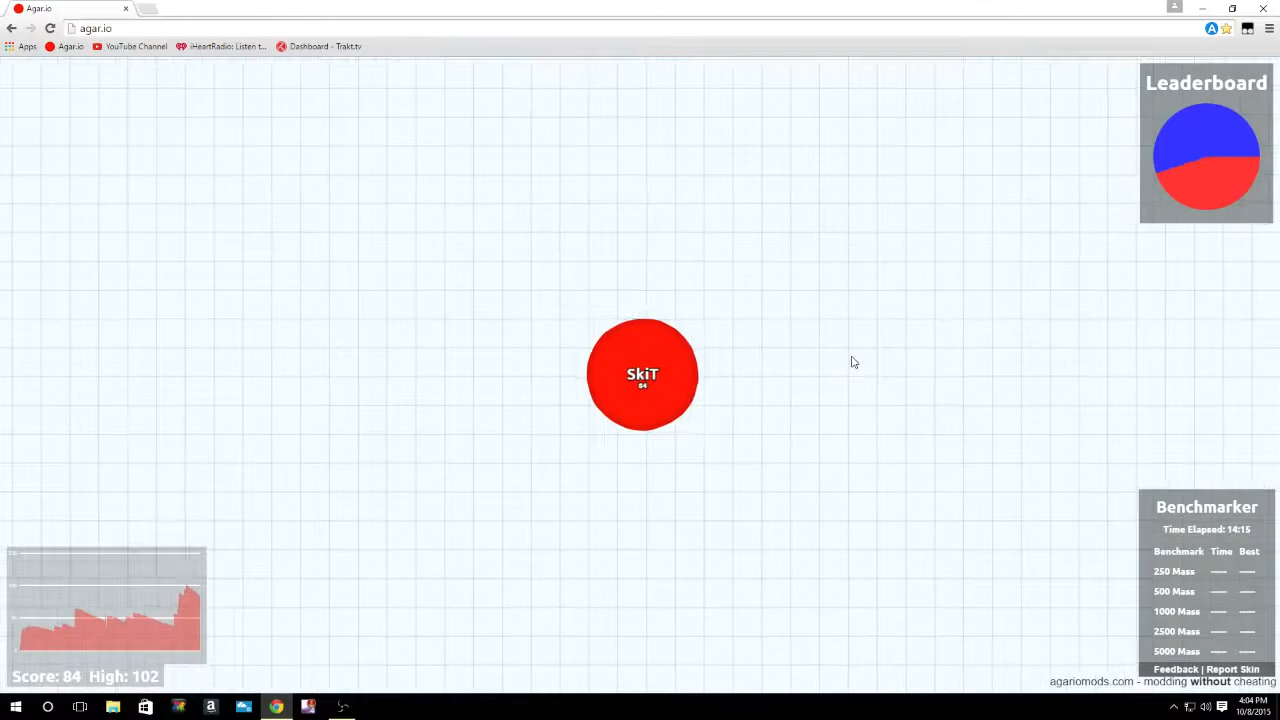 Agar.io
agar.io
Apps Agar.io YouTube Channel iHeartRadio: Listen t... Dashboard - Trakt.tv
Leaderboard
SkiT
84
Benchmarker
Time Elapsed: 14:15
Benchmark Time Best
250 Mass
500 Mass
1000 Mass
2500 Mass
5000 Mass
Feedback | Report Skin
Score: 84 High: 102
agariomods.com - modding without cheating
4:04 PM
10/8/2015